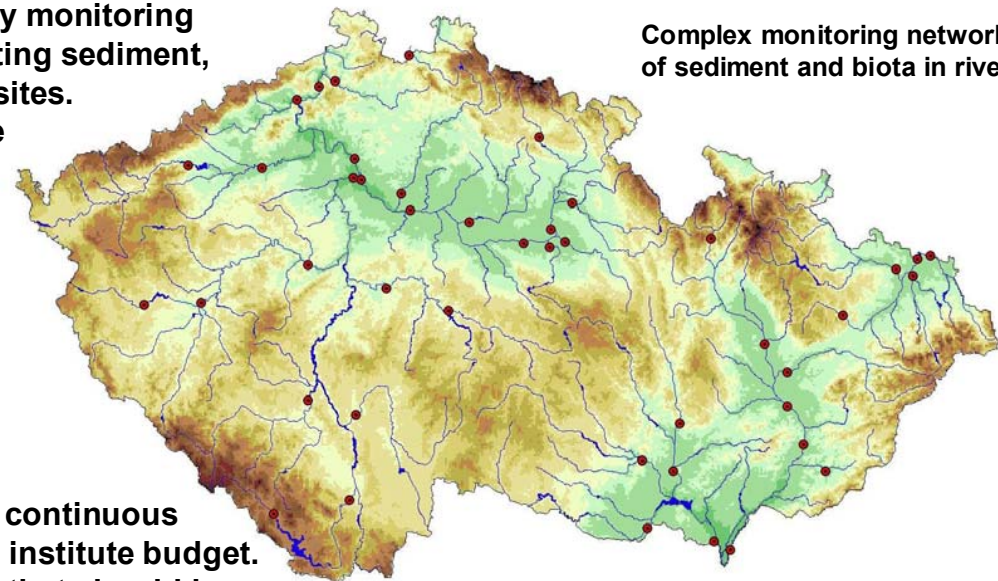 y monitoring
ting sediment,
sites.
e
Complex monitoring network
of sediment and biota in rive
continuous
institute budget.